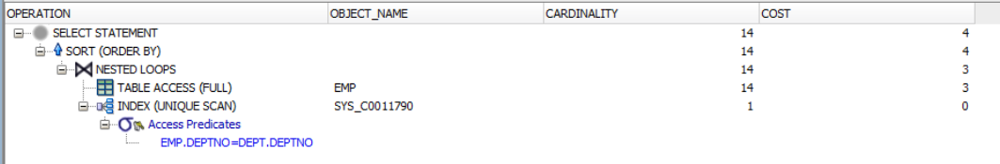 OPERATION OBJECT_NAME CARDINALITY COST
SELECT STATEMENT 14 4
SORT (ORDER BY) 14 4
NESTED LOOPS 14 3
TABLE ACCESS (FULL) EMP 14 3
INDEX (UNIQUE SCAN) SYS_C0011790 1 0
Access Predicates
EMP.DEPTNO=DEPT.DEPTNO